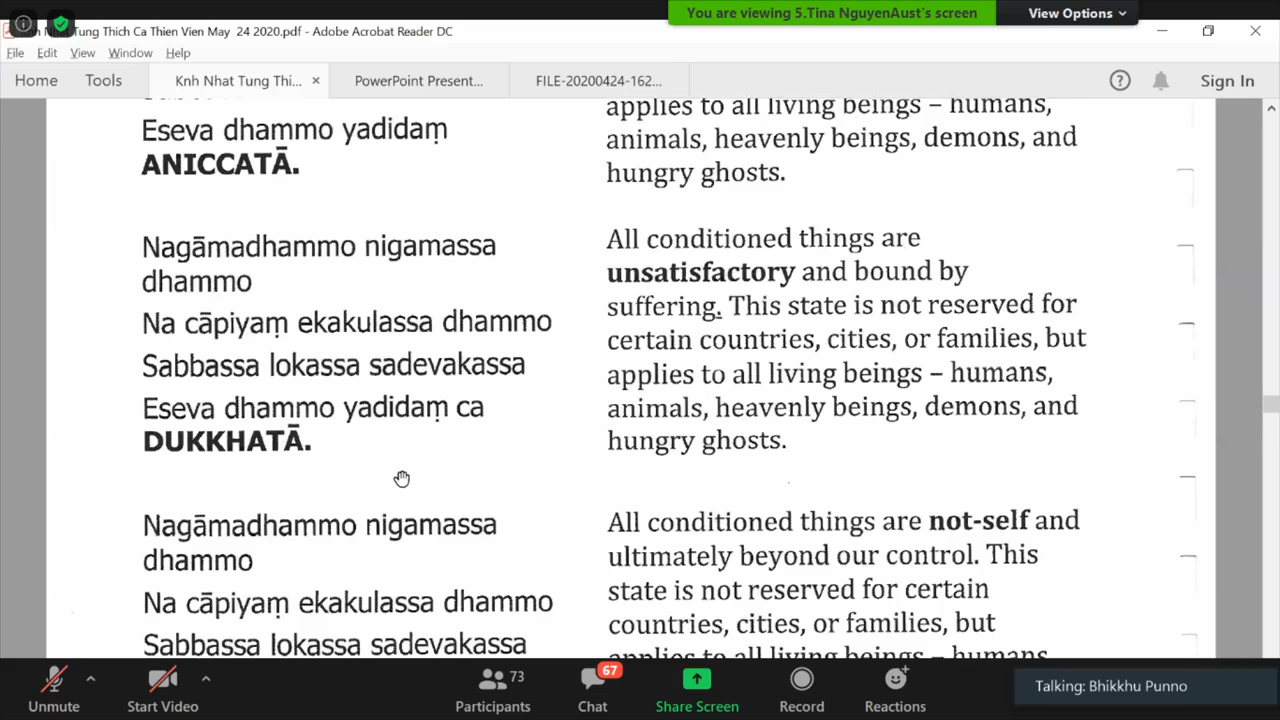 You are viewing 5.Tina NguyenAust's screen
View Options
Nhat Tung Thich Ca Thien Vien May 24 2020.pdf - Adobe Acrobat Reader DC
File Edit View Window Help
Home Tools Knh Nhat Tung Thi... × PowerPoint Present... FILE-20200424-162... Sign In
Eseva dhammo yadidaṃ
ANICCATĀ.
Nagāmadhammo nigamassa
dhammo
Na cāpiyaṃ ekakulassa dhammo
Sabbassa lokassa sadevakassa
Eseva dhammo yadidaṃ ca
DUKKHATĀ.
Nagāmadhammo nigamassa
dhammo
Na cāpiyaṃ ekakulassa dhammo
Sabbassa lokassa sadevakassa
applies to all living beings – humans,
animals, heavenly beings, demons, and
hungry ghosts.
All conditioned things are
unsatisfactory and bound by
suffering. This state is not reserved for
certain countries, cities, or families, but
applies to all living beings – humans,
animals, heavenly beings, demons, and
hungry ghosts.
All conditioned things are not-self and
ultimately beyond our control. This
state is not reserved for certain
countries, cities, or families, but
applies to all living beings – humans
Unmute
Start Video
Participants 73
Chat 67
Share Screen
Record
Reactions
Talking: Bhikkhu Punno